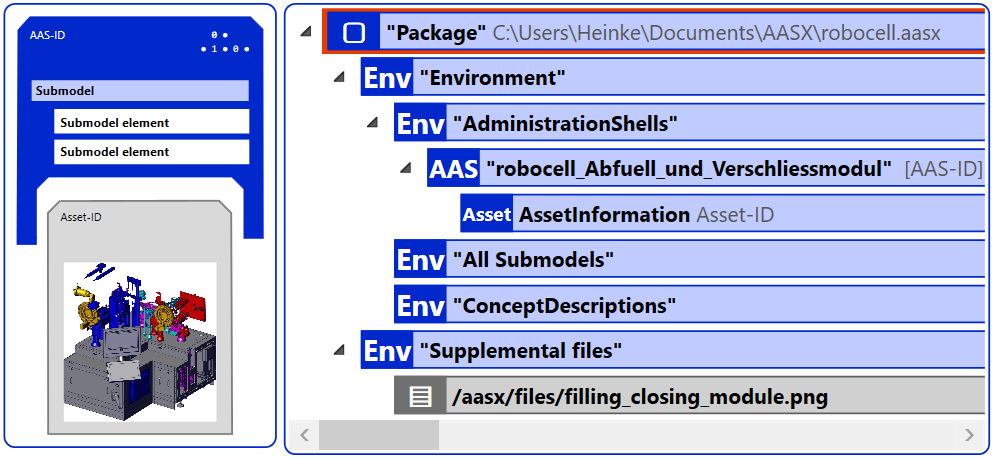 AAS-ID
0
1 0
Submodel
Submodel element
Submodel element
Asset-ID
"Package" C:\Users\Heinke\Documents\AASX\robocell.aasx
Env "Environment"
Env "AdministrationShells"
AAS "robocell_Abfuell_und_Verschliessmodul" [AAS-ID]
Asset AssetInformation Asset-ID
Env "All Submodels"
Env "ConceptDescriptions"
Env "Supplemental files"
/aasx/files/filling_closing_module.png